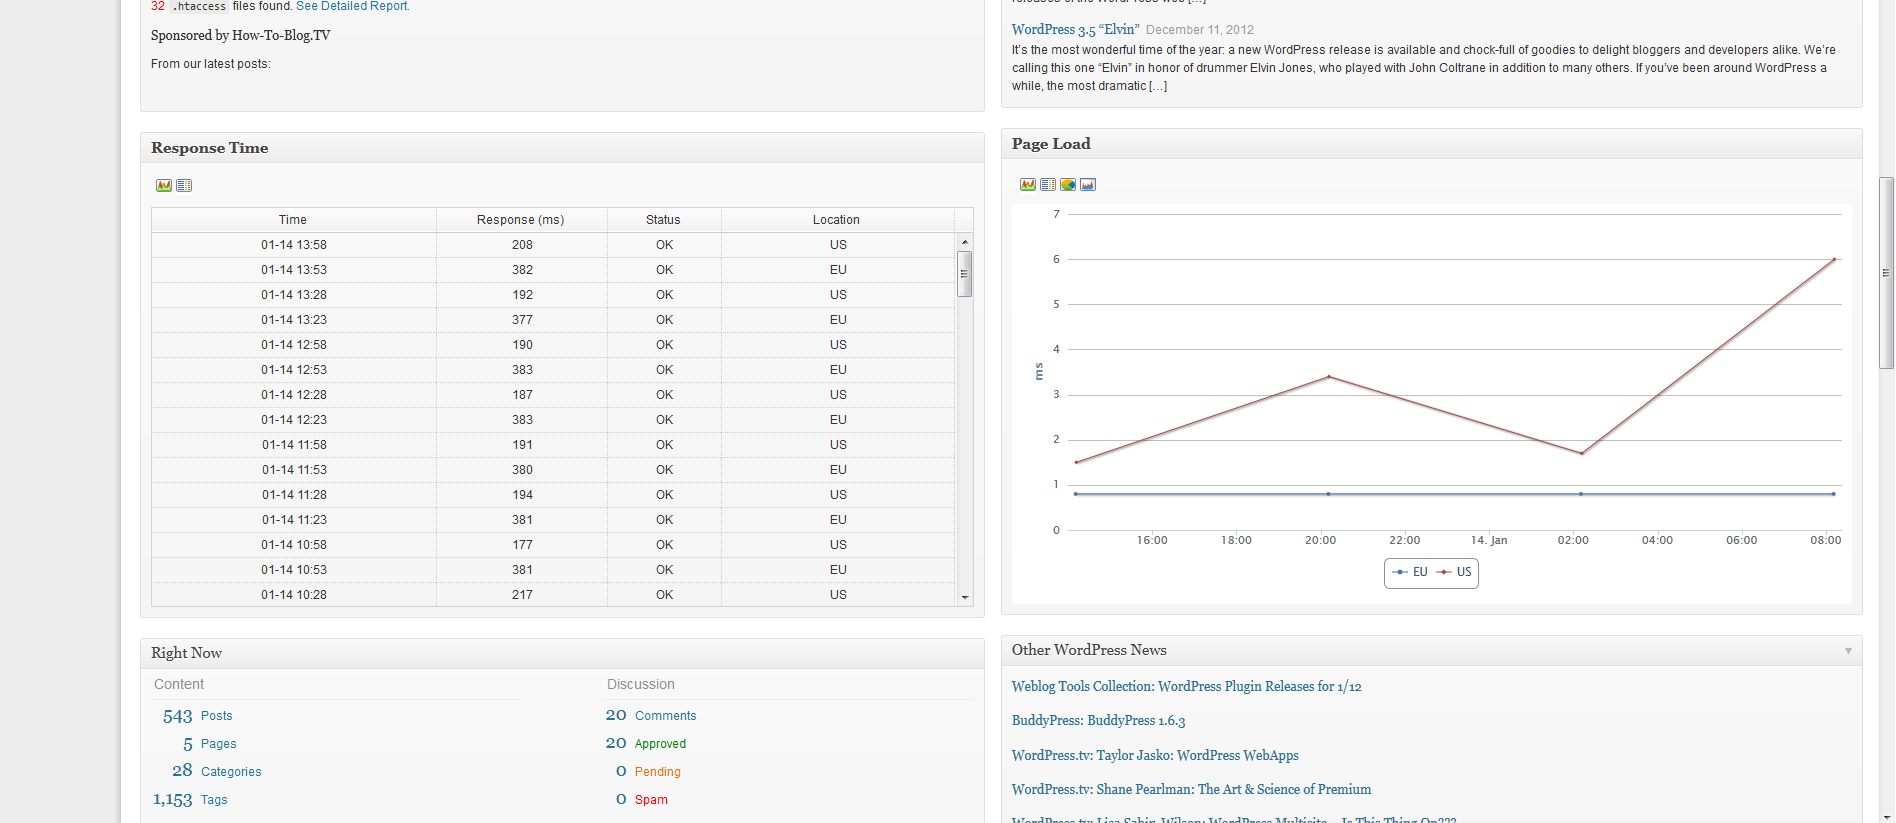 32 .htaccess files found. See Detailed Report.
Sponsored by How-To-Blog.TV
From our latest posts:
WordPress 3.5 “Elvin” December 11, 2012
It's the most wonderful time of the year: a new WordPress release is available and chock-full of goodies to delight bloggers and developers alike. We're
calling this one “Elvin” in honor of drummer Elvin Jones, who played with John Coltrane in addition to many others. If you've been around WordPress a
while, the most dramatic [...]
Response Time
Time Response (ms) Status Location
01-14 13:58 208 OK US
01-14 13:53 382 OK EU
01-14 13:28 192 OK US
01-14 13:23 377 OK EU
01-14 12:58 190 OK US
01-14 12:53 383 OK EU
01-14 12:28 187 OK US
01-14 12:23 383 OK EU
01-14 11:58 191 OK US
01-14 11:53 380 OK EU
01-14 11:28 194 OK US
01-14 11:23 381 OK EU
01-14 10:58 177 OK US
01-14 10:53 381 OK EU
01-14 10:28 217 OK US
Page Load
7
6
5
4
ms
3
2
1
0
16:00 18:00 20:00 22:00 14. Jan 02:00 04:00 06:00 08:00
EU US
Right Now
Content Discussion
543 Posts 20 Comments
5 Pages 20 Approved
28 Categories 0 Pending
1,153 Tags 0 Spam
Other WordPress News
Weblog Tools Collection: WordPress Plugin Releases for 1/12
BuddyPress: BuddyPress 1.6.3
WordPress.tv: Taylor Jasko: WordPress WebApps
WordPress.tv: Shane Pearlman: The Art & Science of Premium
WordPress.tv: Lisa Sabin-Wilson: WordPress Multisite – Is This Thing On???